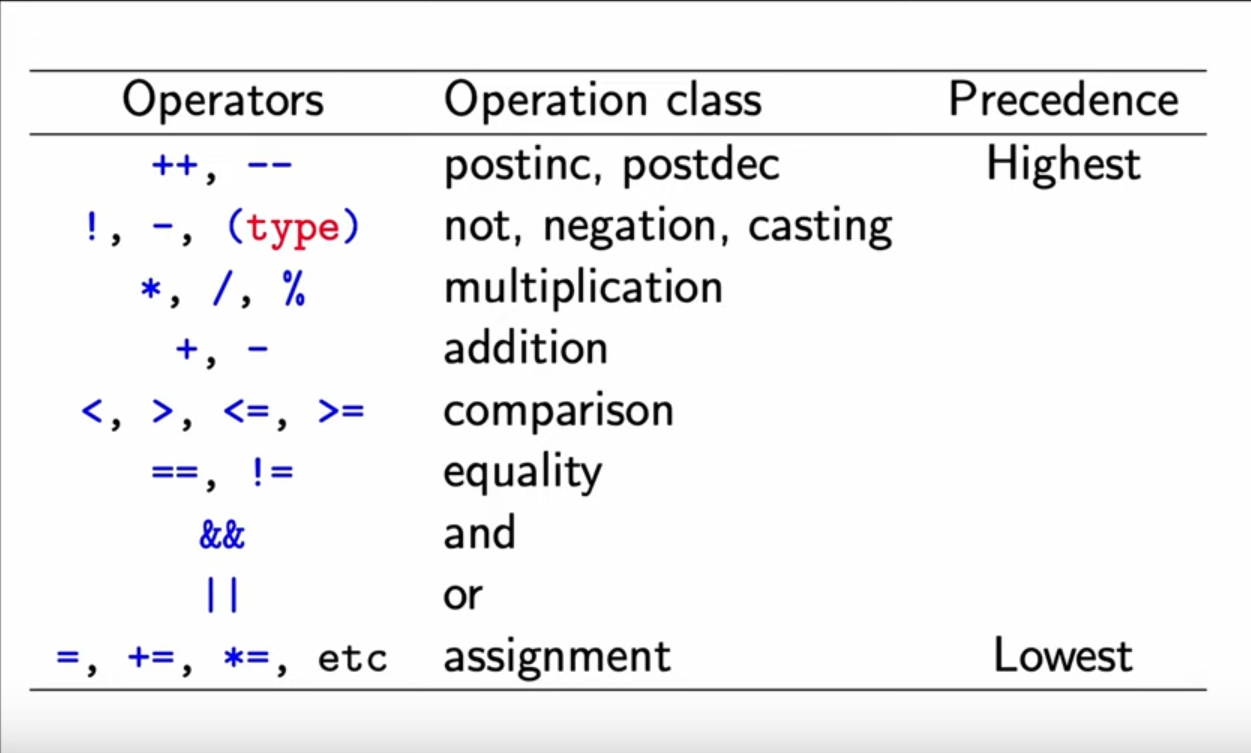 Operators Operation class Precedence
++, -- postinc, postdec Highest
!, -, (type) not, negation, casting
*, /, % multiplication
+, - addition
<, >, <=, >= comparison
==, != equality
&& and
|| or
=, +=, *=, etc assignment Lowest